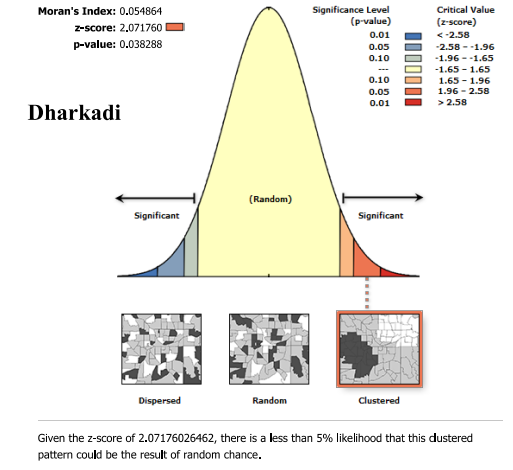 Moran's Index: 0.054864
z-score: 2.071760
p-value: 0.038288
Significance Level
(p-value)
Critical Value
(z-score)
0.01 < -2.58
0.05 -2.58 - -1.96
0.10 -1.96 - -1.65
--- -1.65 - 1.65
0.10 1.65 - 1.96
0.05 1.96 - 2.58
0.01 > 2.58
Dharkadi
(Random)
Significant Significant
Dispersed Random Clustered
Given the z-score of 2.07176026462, there is a less than 5% likelihood that this clustered
pattern could be the result of random chance.